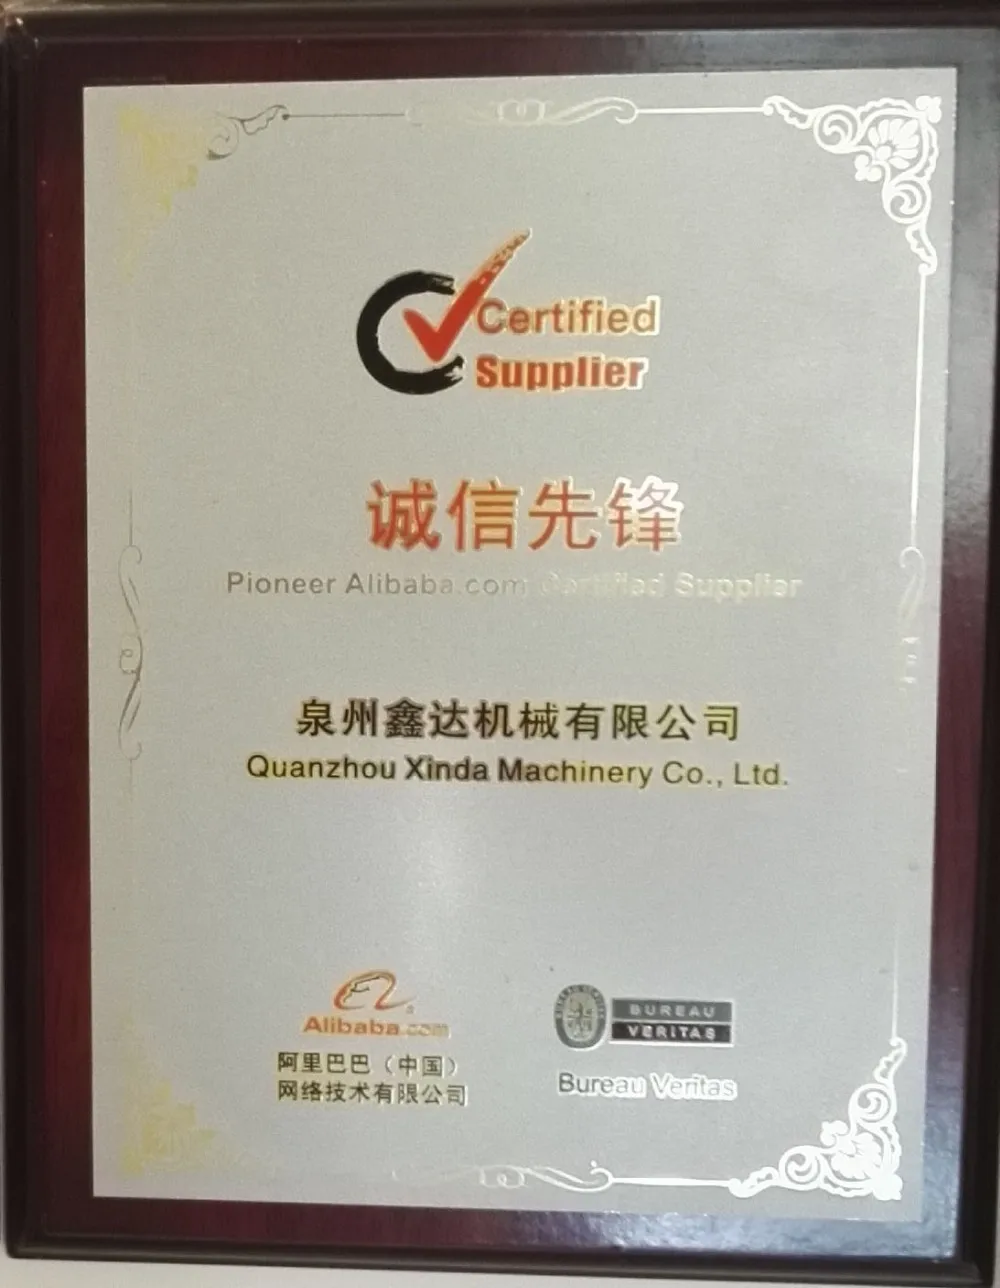 Certified
Supplier
诚信先锋
Pioneer Alibaba.com Certified Supplier
泉州鑫达机械有限公司
Quanzhou Xinda Machinery Co., Ltd.
Alibaba.com
阿里巴巴（中国）
网络技术有限公司
BUREAU
VERITAS
Bureau Veritas